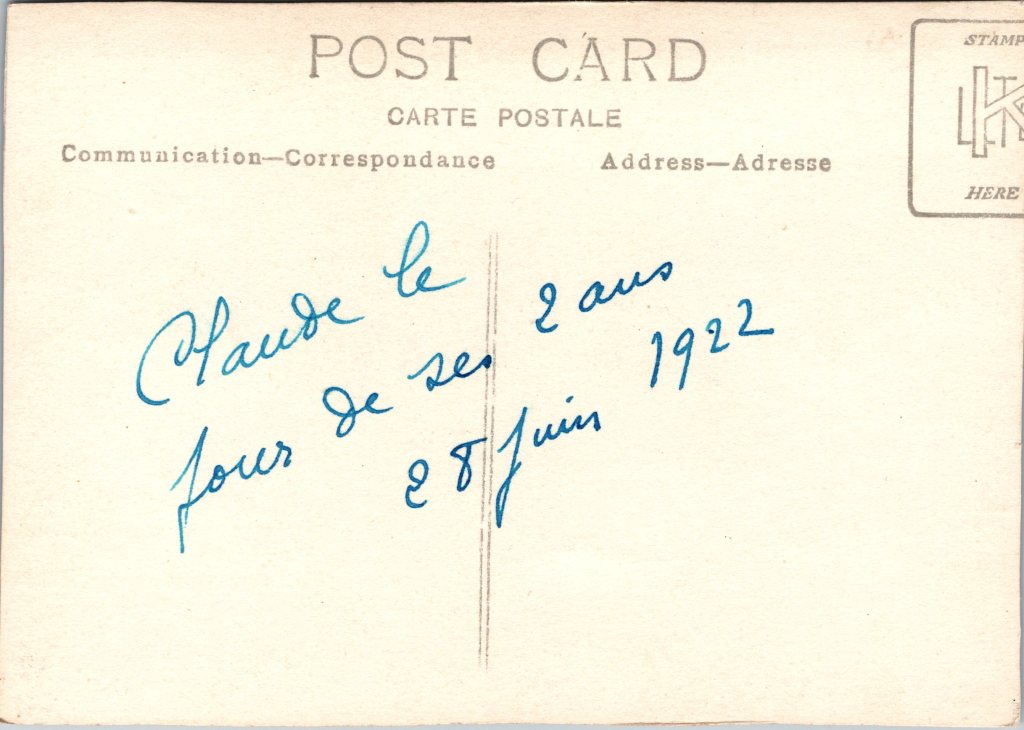 POST CARD
CARTE POSTALE
Communication—Correspondance
Address—Adresse
STAMP
HERE
Claude le
jour de ses 2 ans
28 juin 1922